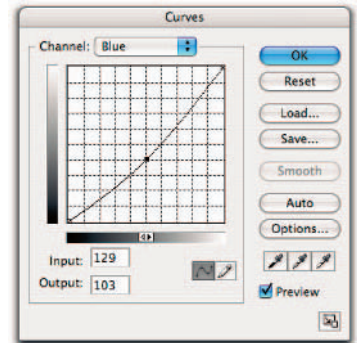 Curves
Channel: Blue
OK
Reset
Load...
Save...
Smooth
Auto
Options...
Input: 129
Output: 103
Preview